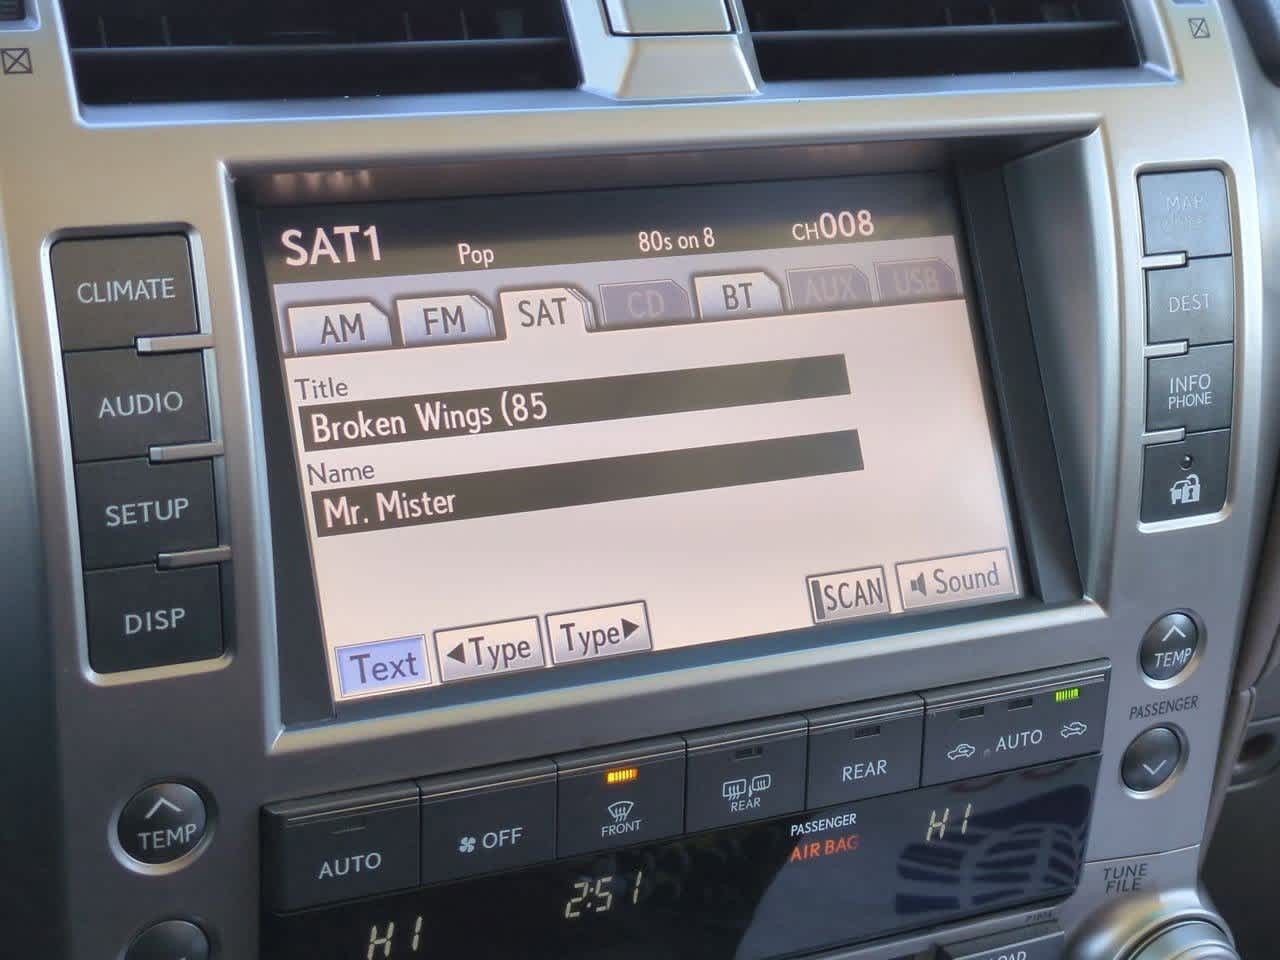 SAT1 Pop 80s on 8 CH008
AM FM SAT CD BT AUX USB
Title
Broken Wings (85
Name
Mr. Mister
Text ◀Type Type▶ SCAN Sound
CLIMATE
AUDIO
SETUP
DISP
MAP
DEST
INFO
PHONE
TEMP
PASSENGER
TEMP
AUTO
OFF
FRONT
REAR
REAR
AUTO
PASSENGER
AIR BAG
HI
2:51
HI
TUNE
FILE
LOAD